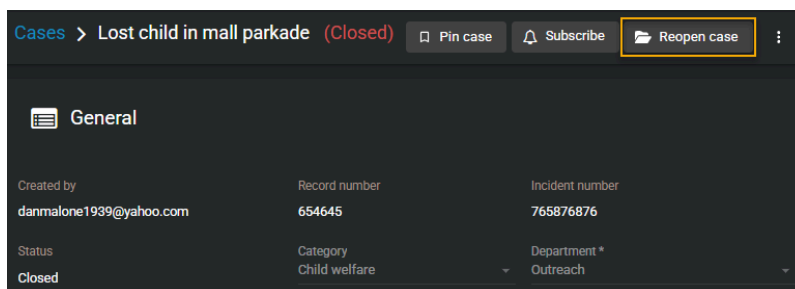 Cases > Lost child in mall parkade (Closed) Pin case Subscribe Reopen case
General
Created by Record number Incident number
danmalone1939@yahoo.com 654645 765876876
Status Category Department *
Closed Child welfare Outreach